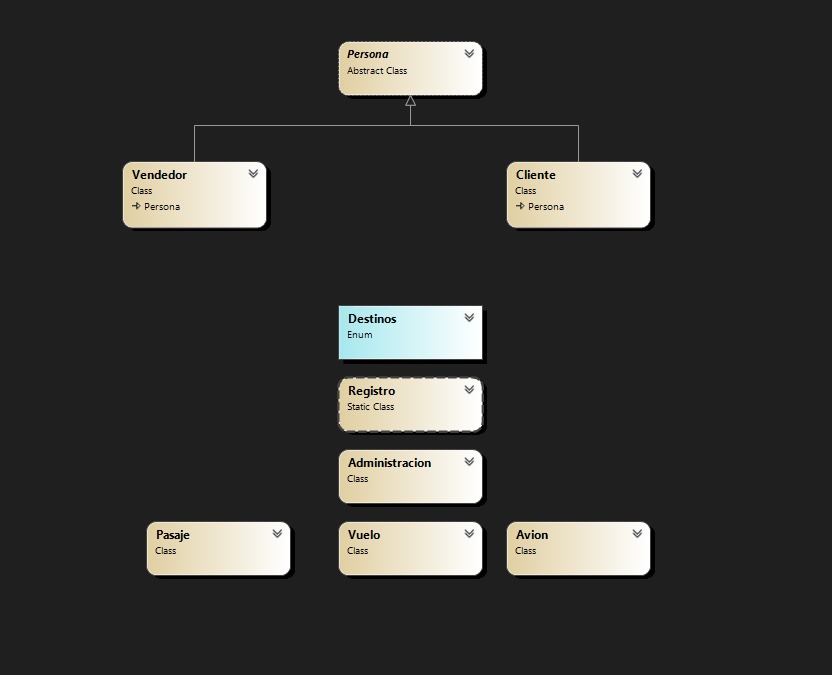 Persona
Abstract Class
Vendedor
Class
Persona
Cliente
Class
Persona
Destinos
Enum
Registro
Static Class
Administracion
Class
Pasaje
Class
Vuelo
Class
Avion
Class